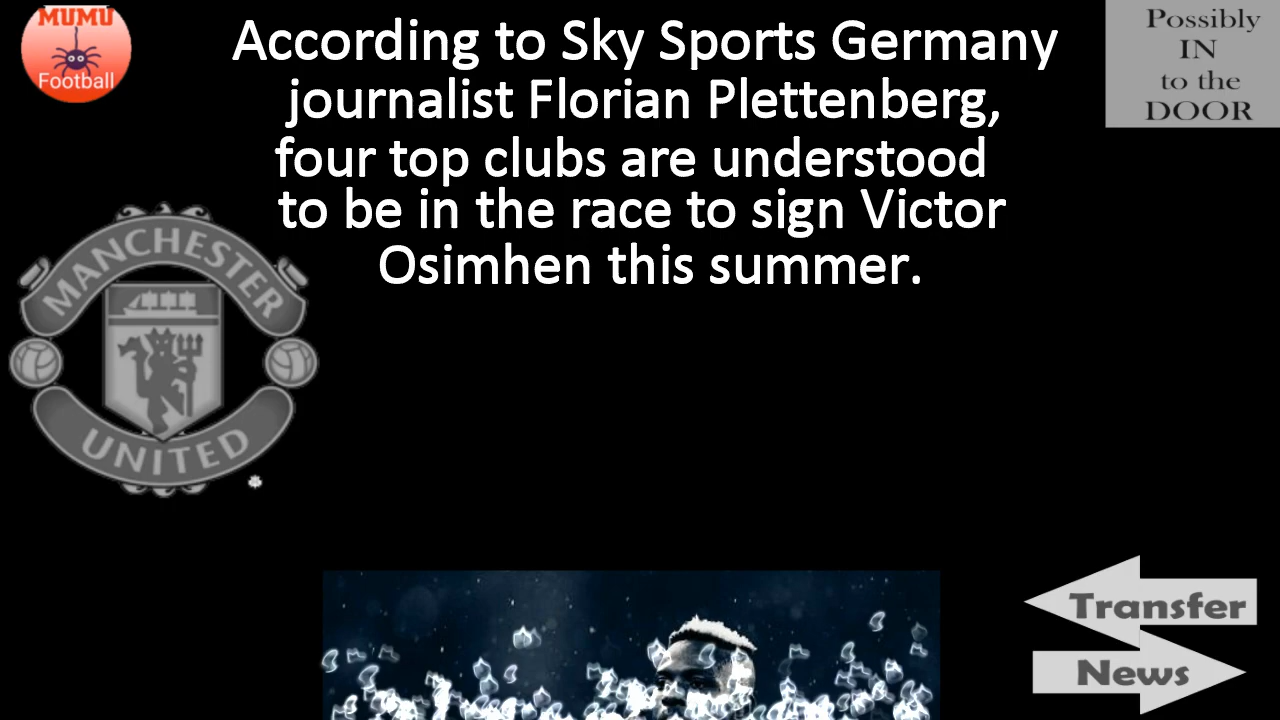 MUMU
Football
According to Sky Sports Germany
journalist Florian Plettenberg,
four top clubs are understood
to be in the race to sign Victor
Osimhen this summer.
Possibly
IN
to the
DOOR
MANCHESTER
UNITED
Transfer
News